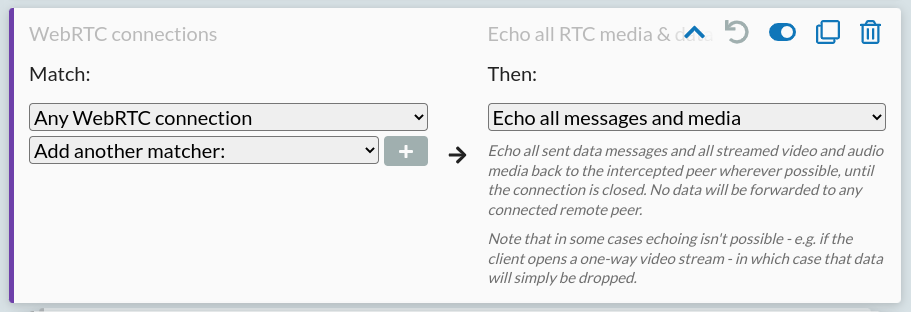 WebRTC connections
Echo all RTC media &
Match:
Then:
Any WebRTC connection
Echo all messages and media
Add another matcher:
Echo all sent data messages and all streamed video and audio
media back to the intercepted peer wherever possible, until
the connection is closed. No data will be forwarded to any
connected remote peer.
Note that in some cases echoing isn't possible - e.g. if the
client opens a one-way video stream - in which case that data
will simply be dropped.